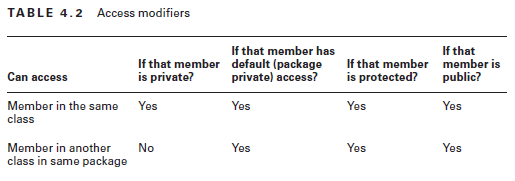 TABLE 4.2 Access modifiers
Can access
If that member is private?
If that member has default (package private) access?
If that member is protected?
If that member is public?
Member in the same class
Yes
Yes
Yes
Yes
Member in another class in same package
No
Yes
Yes
Yes